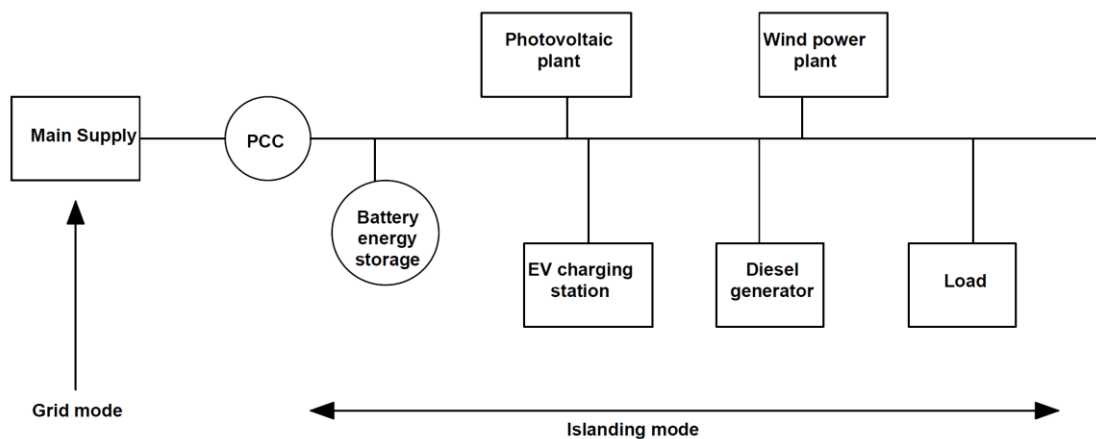 Photovoltaic
plant
Wind power
plant
Main Supply
PCC
Battery
energy
storage
EV charging
station
Diesel
generator
Load
Grid mode
Islanding mode